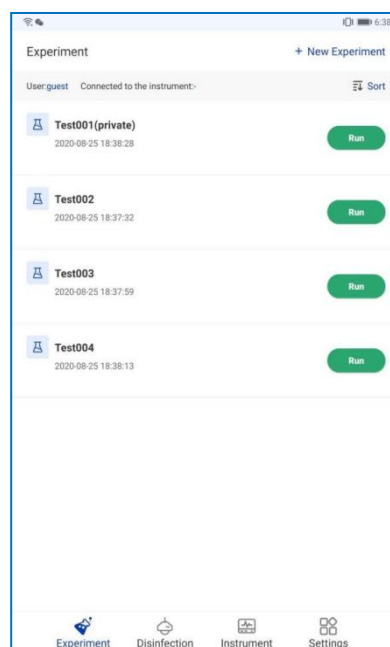 6:38
Experiment
+ New Experiment
User:guest Connected to the instrument:-
Sort
Test001(private)
2020-08-25 18:38:28
Run
Test002
2020-08-25 18:37:32
Run
Test003
2020-08-25 18:37:59
Run
Test004
2020-08-25 18:38:13
Run
Experiment Disinfection Instrument Settings